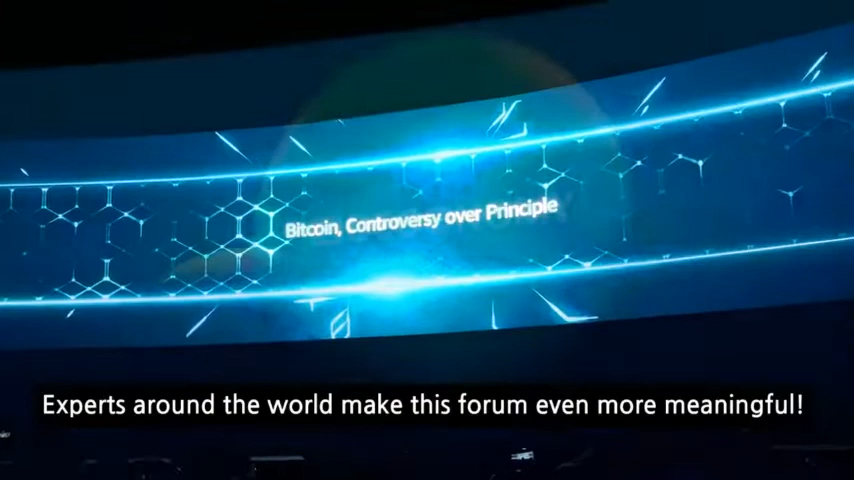 Bitcoin, Controversy over Principle
Experts around the world make this forum even more meaningful!